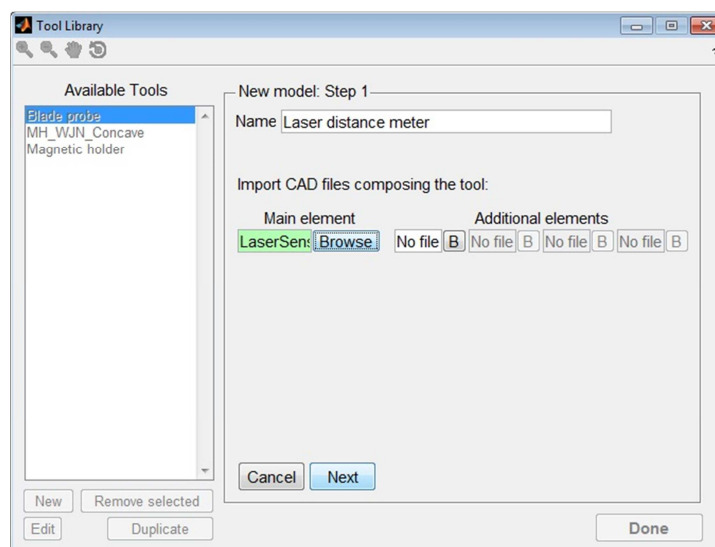 Tool Library
Available Tools
Blade probe
MH_WJN_Concave
Magnetic holder
New
Remove selected
Edit
Duplicate
New model: Step 1
Name Laser distance meter
Import CAD files composing the tool:
Main element Additional elements
LaserSens Browse No file B No file B No file B No file B
Cancel Next
Done